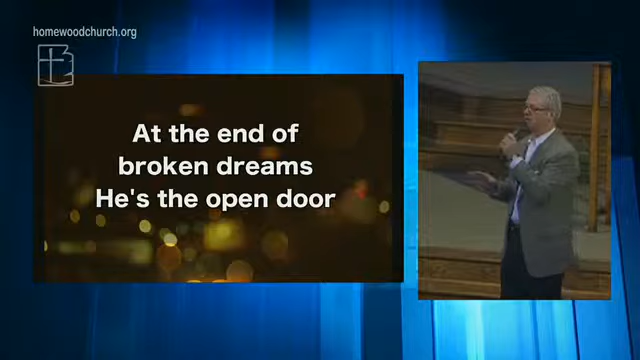 homewoodchurch.org
At the end of
broken dreams
He's the open door